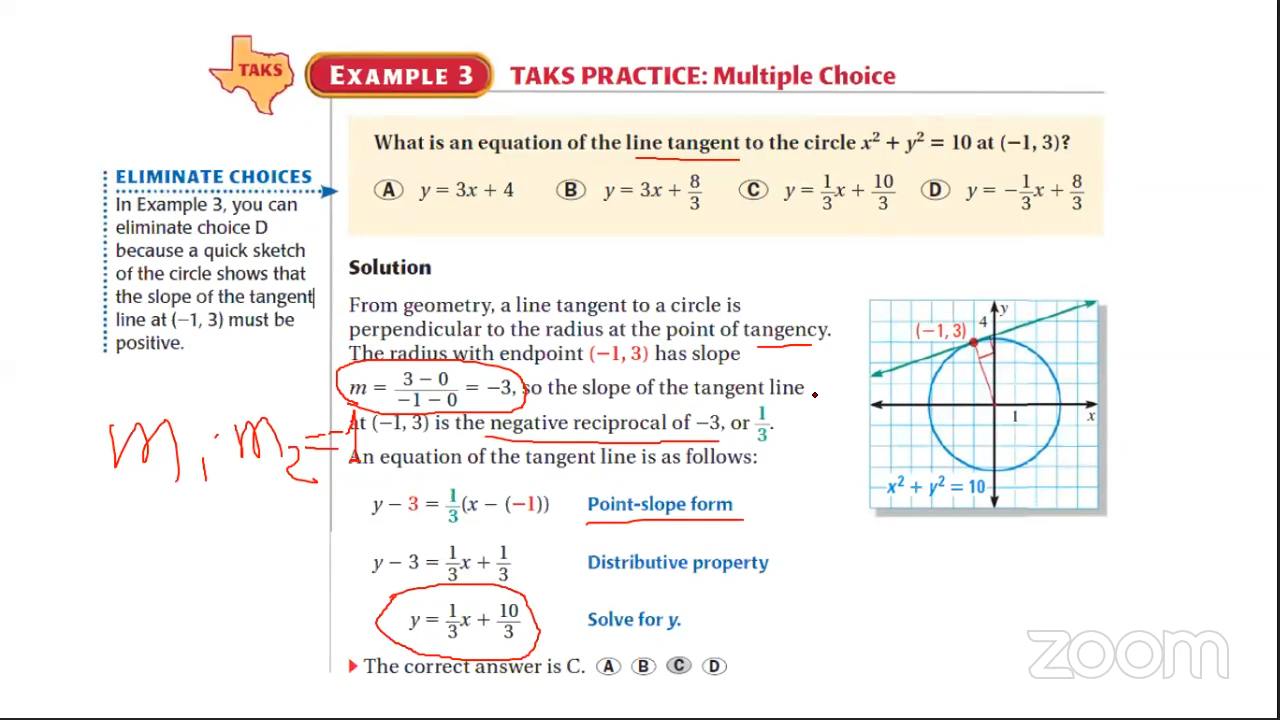 TAKS
EXAMPLE 3
TAKS PRACTICE: Multiple Choice
What is an equation of the line tangent to the circle x² + y² = 10 at (−1, 3)?
A y = 3x + 4 B y = 3x + 8/3 C y = 1/3x + 10/3 D y = −1/3x + 8/3
ELIMINATE CHOICES
In Example 3, you can
eliminate choice D
because a quick sketch
of the circle shows that
the slope of the tangent
line at (−1, 3) must be
positive.
Solution
From geometry, a line tangent to a circle is
perpendicular to the radius at the point of tangency.
The radius with endpoint (−1, 3) has slope
m = (3 − 0)/(−1 − 0) = −3, so the slope of the tangent line
at (−1, 3) is the negative reciprocal of −3, or 1/3.
An equation of the tangent line is as follows:
m₁ · m₂ = -1
y − 3 = 1/3(x − (−1)) Point-slope form
y − 3 = 1/3x + 1/3 Distributive property
y = 1/3x + 10/3 Solve for y.
The correct answer is C. A B C D
(−1, 3)
4
y
1
x
x² + y² = 10
zoom